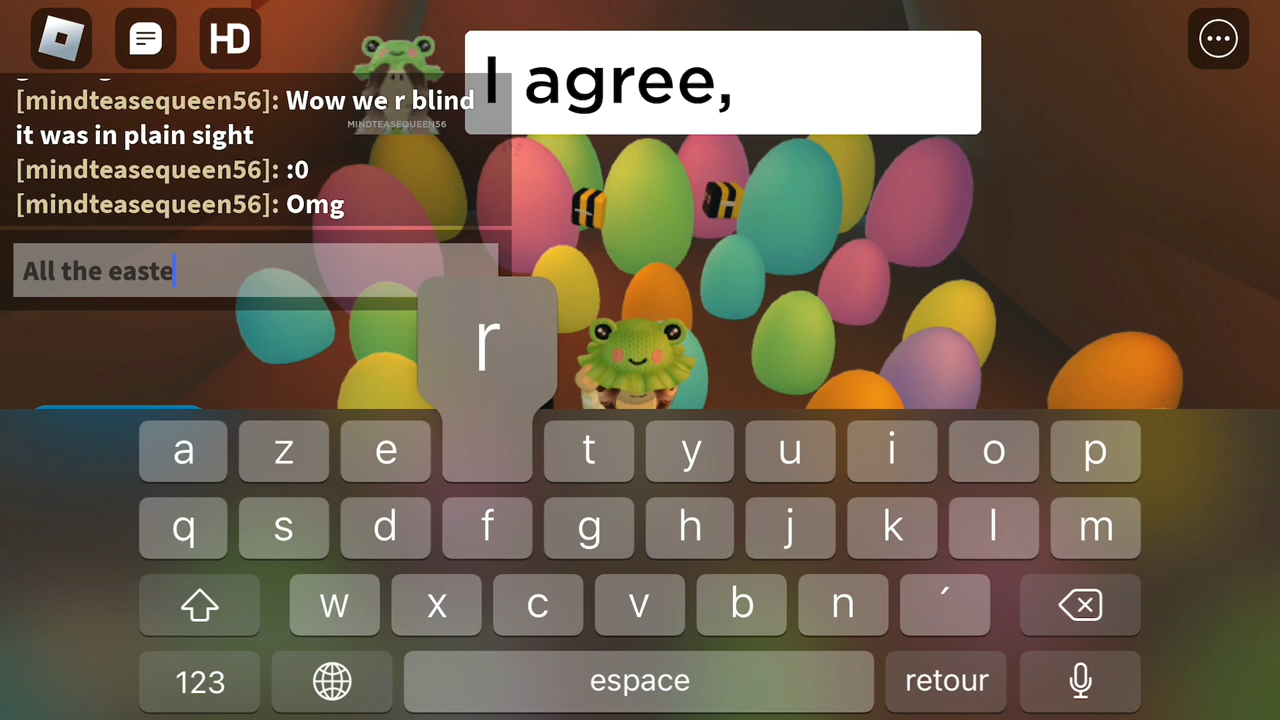 HD
I agree,
[mindteasequeen56]: Wow we r blind
it was in plain sight
[mindteasequeen56]: :0
[mindteasequeen56]: Omg
MINDTEASEQUEEN56
All the easte
r
a z e t y u i o p
q s d f g h j k l m
w x c v b n ´
123 espace retour